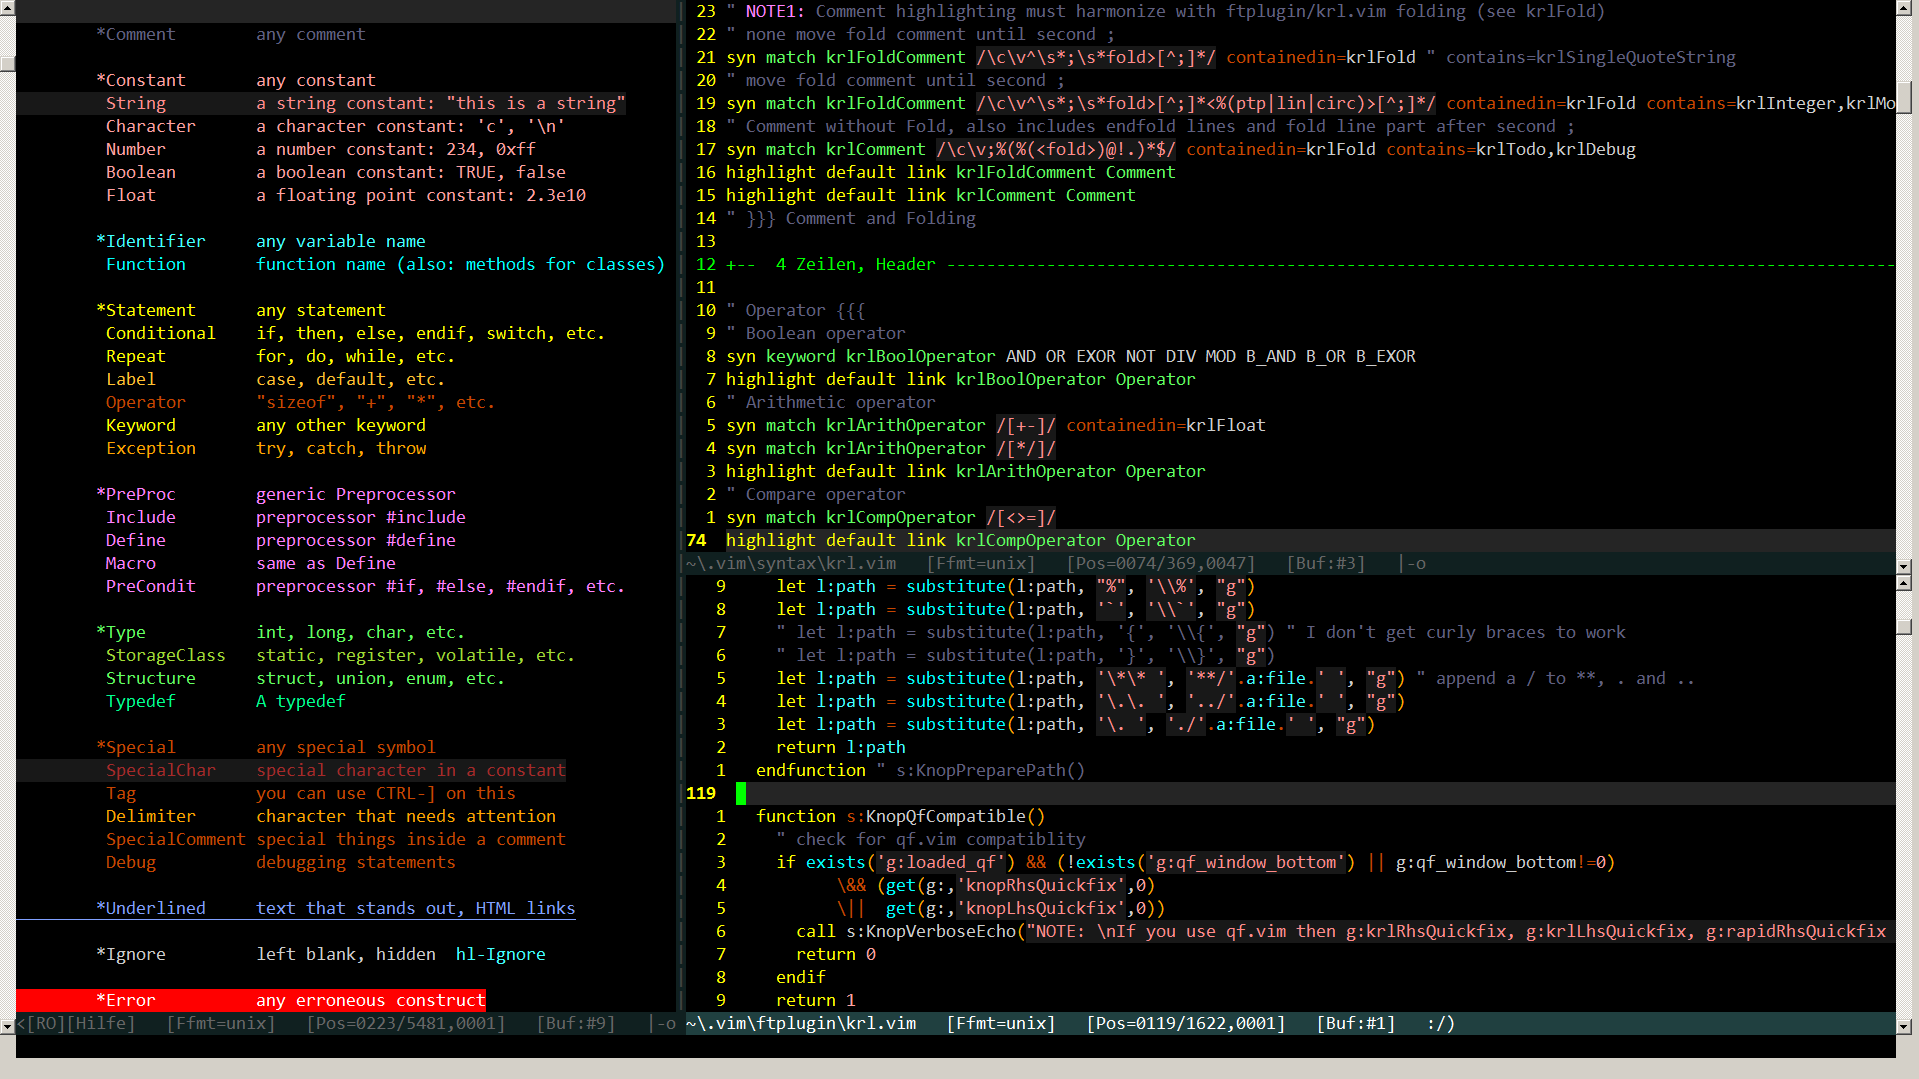 *Comment        any comment
*Constant       any constant
String         a string constant: "this is a string"
Character      a character constant: 'c', '\n'
Number         a number constant: 234, 0xff
Boolean        a boolean constant: TRUE, false
Float          a floating point constant: 2.3e10
*Identifier     any variable name
Function       function name (also: methods for classes)
*Statement      any statement
Conditional    if, then, else, endif, switch, etc.
Repeat         for, do, while, etc.
Label          case, default, etc.
Operator       "sizeof", "+", "*", etc.
Keyword        any other keyword
Exception      try, catch, throw
*PreProc        generic Preprocessor
Include        preprocessor #include
Define         preprocessor #define
Macro          same as Define
PreCondit      preprocessor #if, #else, #endif, etc.
*Type           int, long, char, etc.
StorageClass   static, register, volatile, etc.
Structure      struct, union, enum, etc.
Typedef        A typedef
*Special        any special symbol
SpecialChar    special character in a constant
Tag            you can use CTRL-] on this
Delimiter      character that needs attention
SpecialComment special things inside a comment
Debug          debugging statements
*Underlined     text that stands out, HTML links
*Ignore         left blank, hidden  hl-Ignore
*Error          any erroneous construct
<[RO][Hilfe]   [Ffmt=unix]   [Pos=0223/5481,0001]   [Buf:#9]   |-o
23 " NOTE1: Comment highlighting must harmonize with ftplugin/krl.vim folding (see krlFold)
22 " none move fold comment until second ;
21 syn match krlFoldComment /\c\v^\s*;\s*fold>[^;]*/ containedin=krlFold " contains=krlSingleQuoteString
20 " move fold comment until second ;
19 syn match krlFoldComment /\c\v^\s*;\s*fold>[^;]*<%(ptp|lin|circ)>[^;]*/ containedin=krlFold contains=krlInteger,krlMo
18 " Comment without Fold, also includes endfold lines and fold line part after second ;
17 syn match krlComment /\c\v;%(%(<fold>)@!.)*$/ containedin=krlFold contains=krlTodo,krlDebug
16 highlight default link krlFoldComment Comment
15 highlight default link krlComment Comment
14 " }}} Comment and Folding
13
12 +--  4 Zeilen, Header -----------------------------------------------------------------------------------------------
11
10 " Operator {{{
9 " Boolean operator
8 syn keyword krlBoolOperator AND OR EXOR NOT DIV MOD B_AND B_OR B_EXOR
7 highlight default link krlBoolOperator Operator
6 " Arithmetic operator
5 syn match krlArithOperator /[+-]/ containedin=krlFloat
4 syn match krlArithOperator /[*/]/
3 highlight default link krlArithOperator Operator
2 " Compare operator
1 syn match krlCompOperator /[<>=]/
74  highlight default link krlCompOperator Operator
~\.vim\syntax\krl.vim   [Ffmt=unix]   [Pos=0074/369,0047]   [Buf:#3]   |-o
9     let l:path = substitute(l:path, "%", '\\%', "g")
8     let l:path = substitute(l:path, '`', '\\`', "g")
7     " let l:path = substitute(l:path, '{', '\\{', "g") " I don't get curly braces to work
6     " let l:path = substitute(l:path, '}', '\\}', "g")
5     let l:path = substitute(l:path, '\*\* ', '**/'.a:file.' ', "g") " append a / to **, . and ..
4     let l:path = substitute(l:path, '\.\. ', '../'.a:file.' ', "g")
3     let l:path = substitute(l:path, '\. ', './'.a:file.' ', "g")
2     return l:path
1   endfunction " s:KnopPreparePath()
119
1   function s:KnopQfCompatible()
2     " check for qf.vim compatiblity
3     if exists('g:loaded_qf') && (!exists('g:qf_window_bottom') || g:qf_window_bottom!=0)
4           \&& (get(g:,'knopRhsQuickfix',0)
5           \||  get(g:,'knopLhsQuickfix',0))
6       call s:KnopVerboseEcho("NOTE: \nIf you use qf.vim then g:krlRhsQuickfix, g:krlLhsQuickfix, g:rapidRhsQuickfix
7       return 0
8     endif
9     return 1
~\.vim\ftplugin\krl.vim   [Ffmt=unix]   [Pos=0119/1622,0001]   [Buf:#1]   :/)